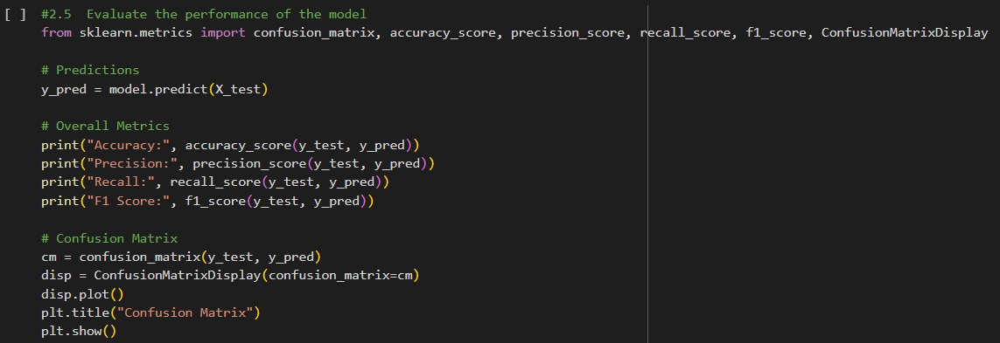 [ ] #2.5  Evaluate the performance of the model
from sklearn.metrics import confusion_matrix, accuracy_score, precision_score, recall_score, f1_score, ConfusionMatrixDisplay
# Predictions
y_pred = model.predict(X_test)
# Overall Metrics
print("Accuracy:", accuracy_score(y_test, y_pred))
print("Precision:", precision_score(y_test, y_pred))
print("Recall:", recall_score(y_test, y_pred))
print("F1 Score:", f1_score(y_test, y_pred))
# Confusion Matrix
cm = confusion_matrix(y_test, y_pred)
disp = ConfusionMatrixDisplay(confusion_matrix=cm)
disp.plot()
plt.title("Confusion Matrix")
plt.show()